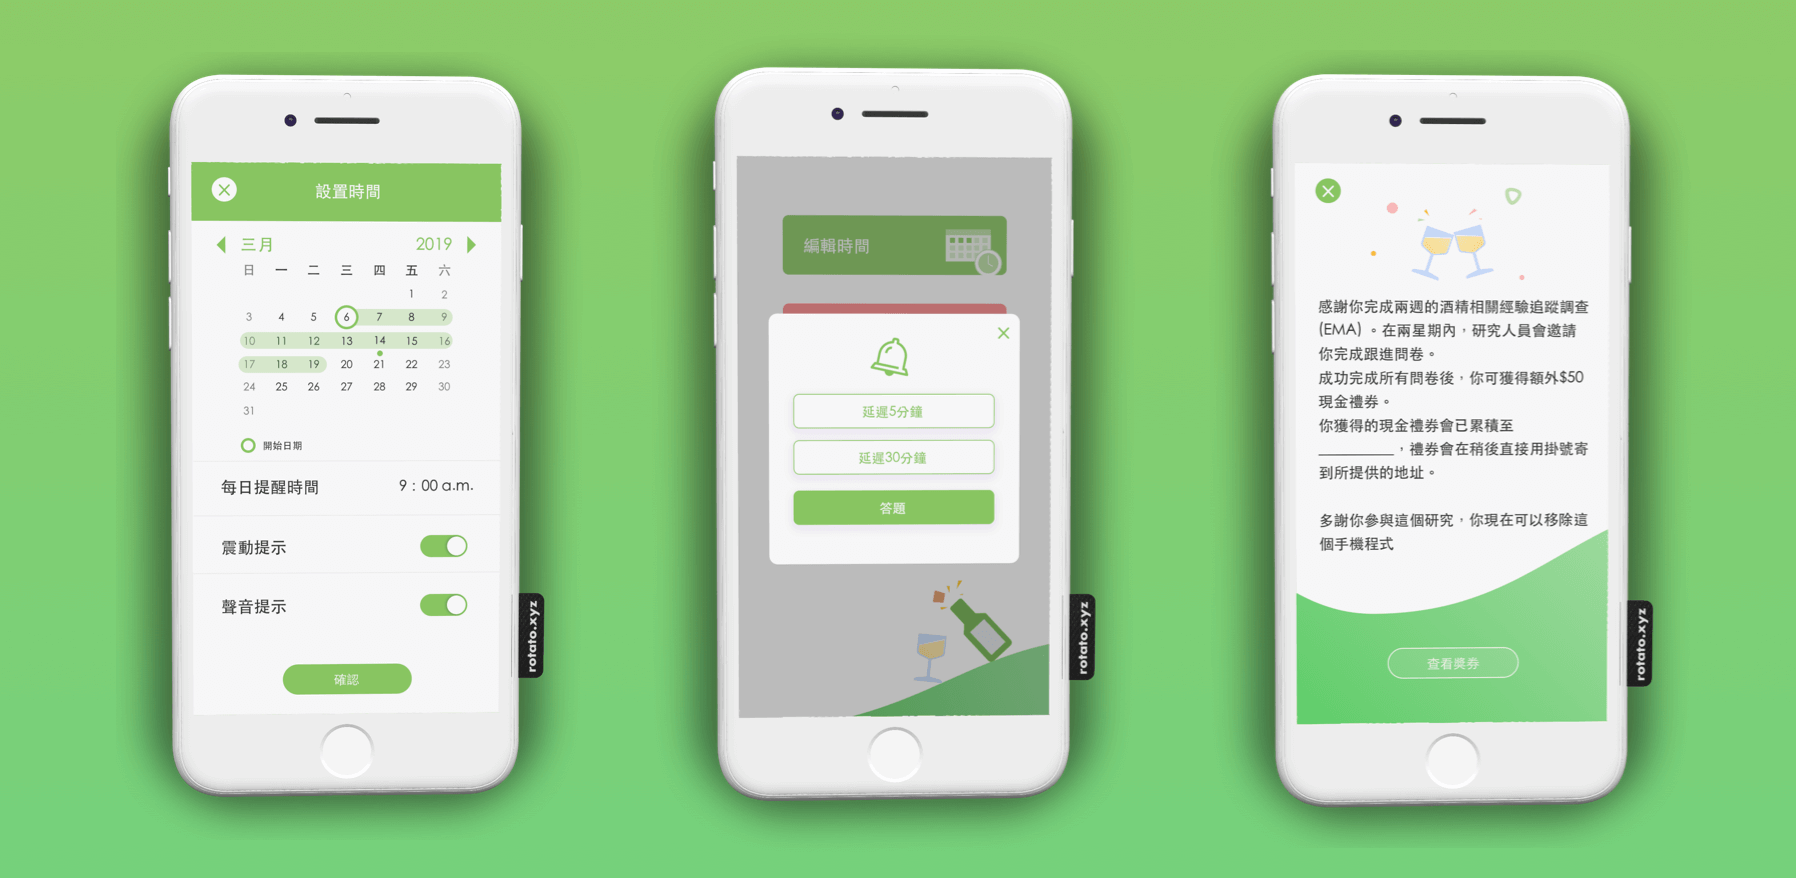 設置時間
三月 2019
日 一 二 三 四 五 六
1 2
3 4 5 6 7 8 9
10 11 12 13 14 15 16
17 18 19 20 21 22 23
24 25 26 27 28 29 30
31
開始日期
每日提醒時間 9 : 00 a.m.
震動提示
聲音提示
確認
rotato.xyz
編輯時間
延遲5分鐘
延遲30分鐘
答題
rotato.xyz
感謝你完成兩週的酒精相關經驗追蹤調查
(EMA) 。在兩星期內，研究人員會邀請
你完成跟進問卷。
成功完成所有問卷後，你可獲得額外$50
現金禮券。
你獲得的現金禮券會已累積至
__________，禮券會在稍後直接用掛號寄
到所提供的地址。
多謝你參與這個研究，你現在可以移除這
個手機程式
查看獎券
rotato.xyz